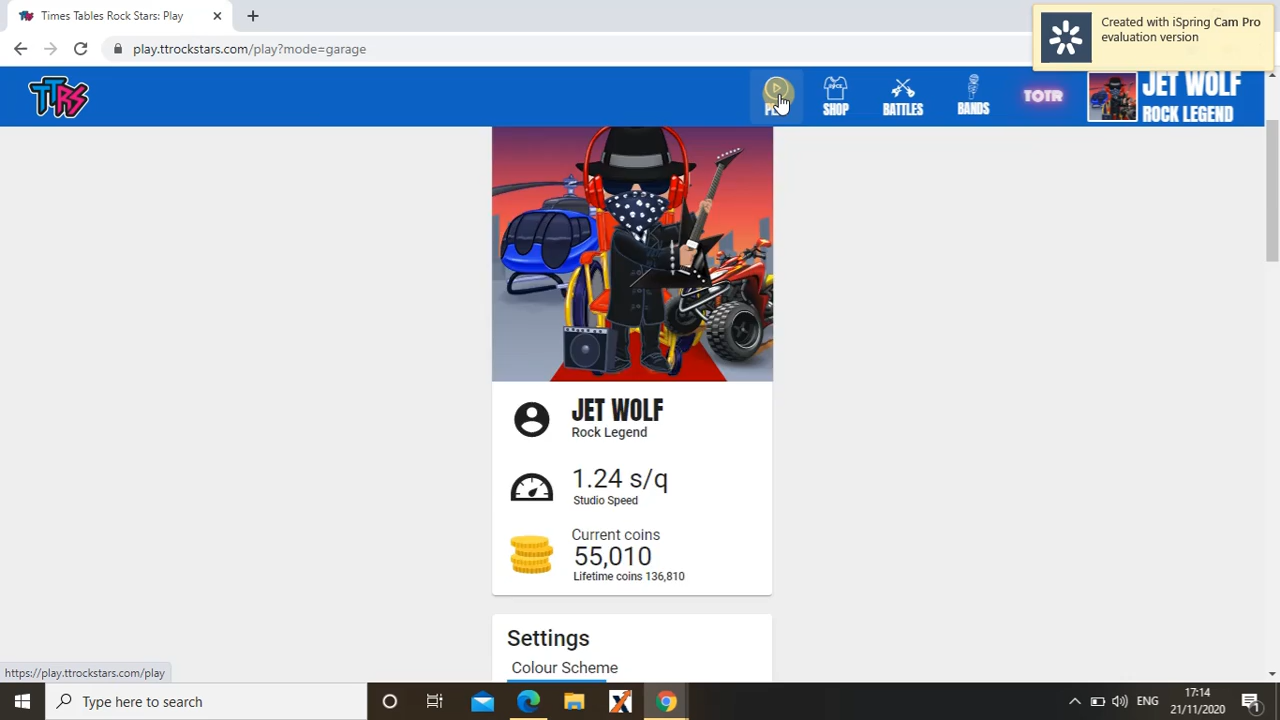 Times Tables Rock Stars: Play
Created with iSpring Cam Pro
evaluation version
play.ttrockstars.com/play?mode=garage
TTRS
SHOP
BATTLES
BANDS
TOTR
JET WOLF
ROCK LEGEND
JET WOLF
Rock Legend
1.24 s/q
Studio Speed
Current coins
55,010
Lifetime coins 136,810
Settings
Colour Scheme
https://play.ttrockstars.com/play
Type here to search
ENG
17:14
21/11/2020